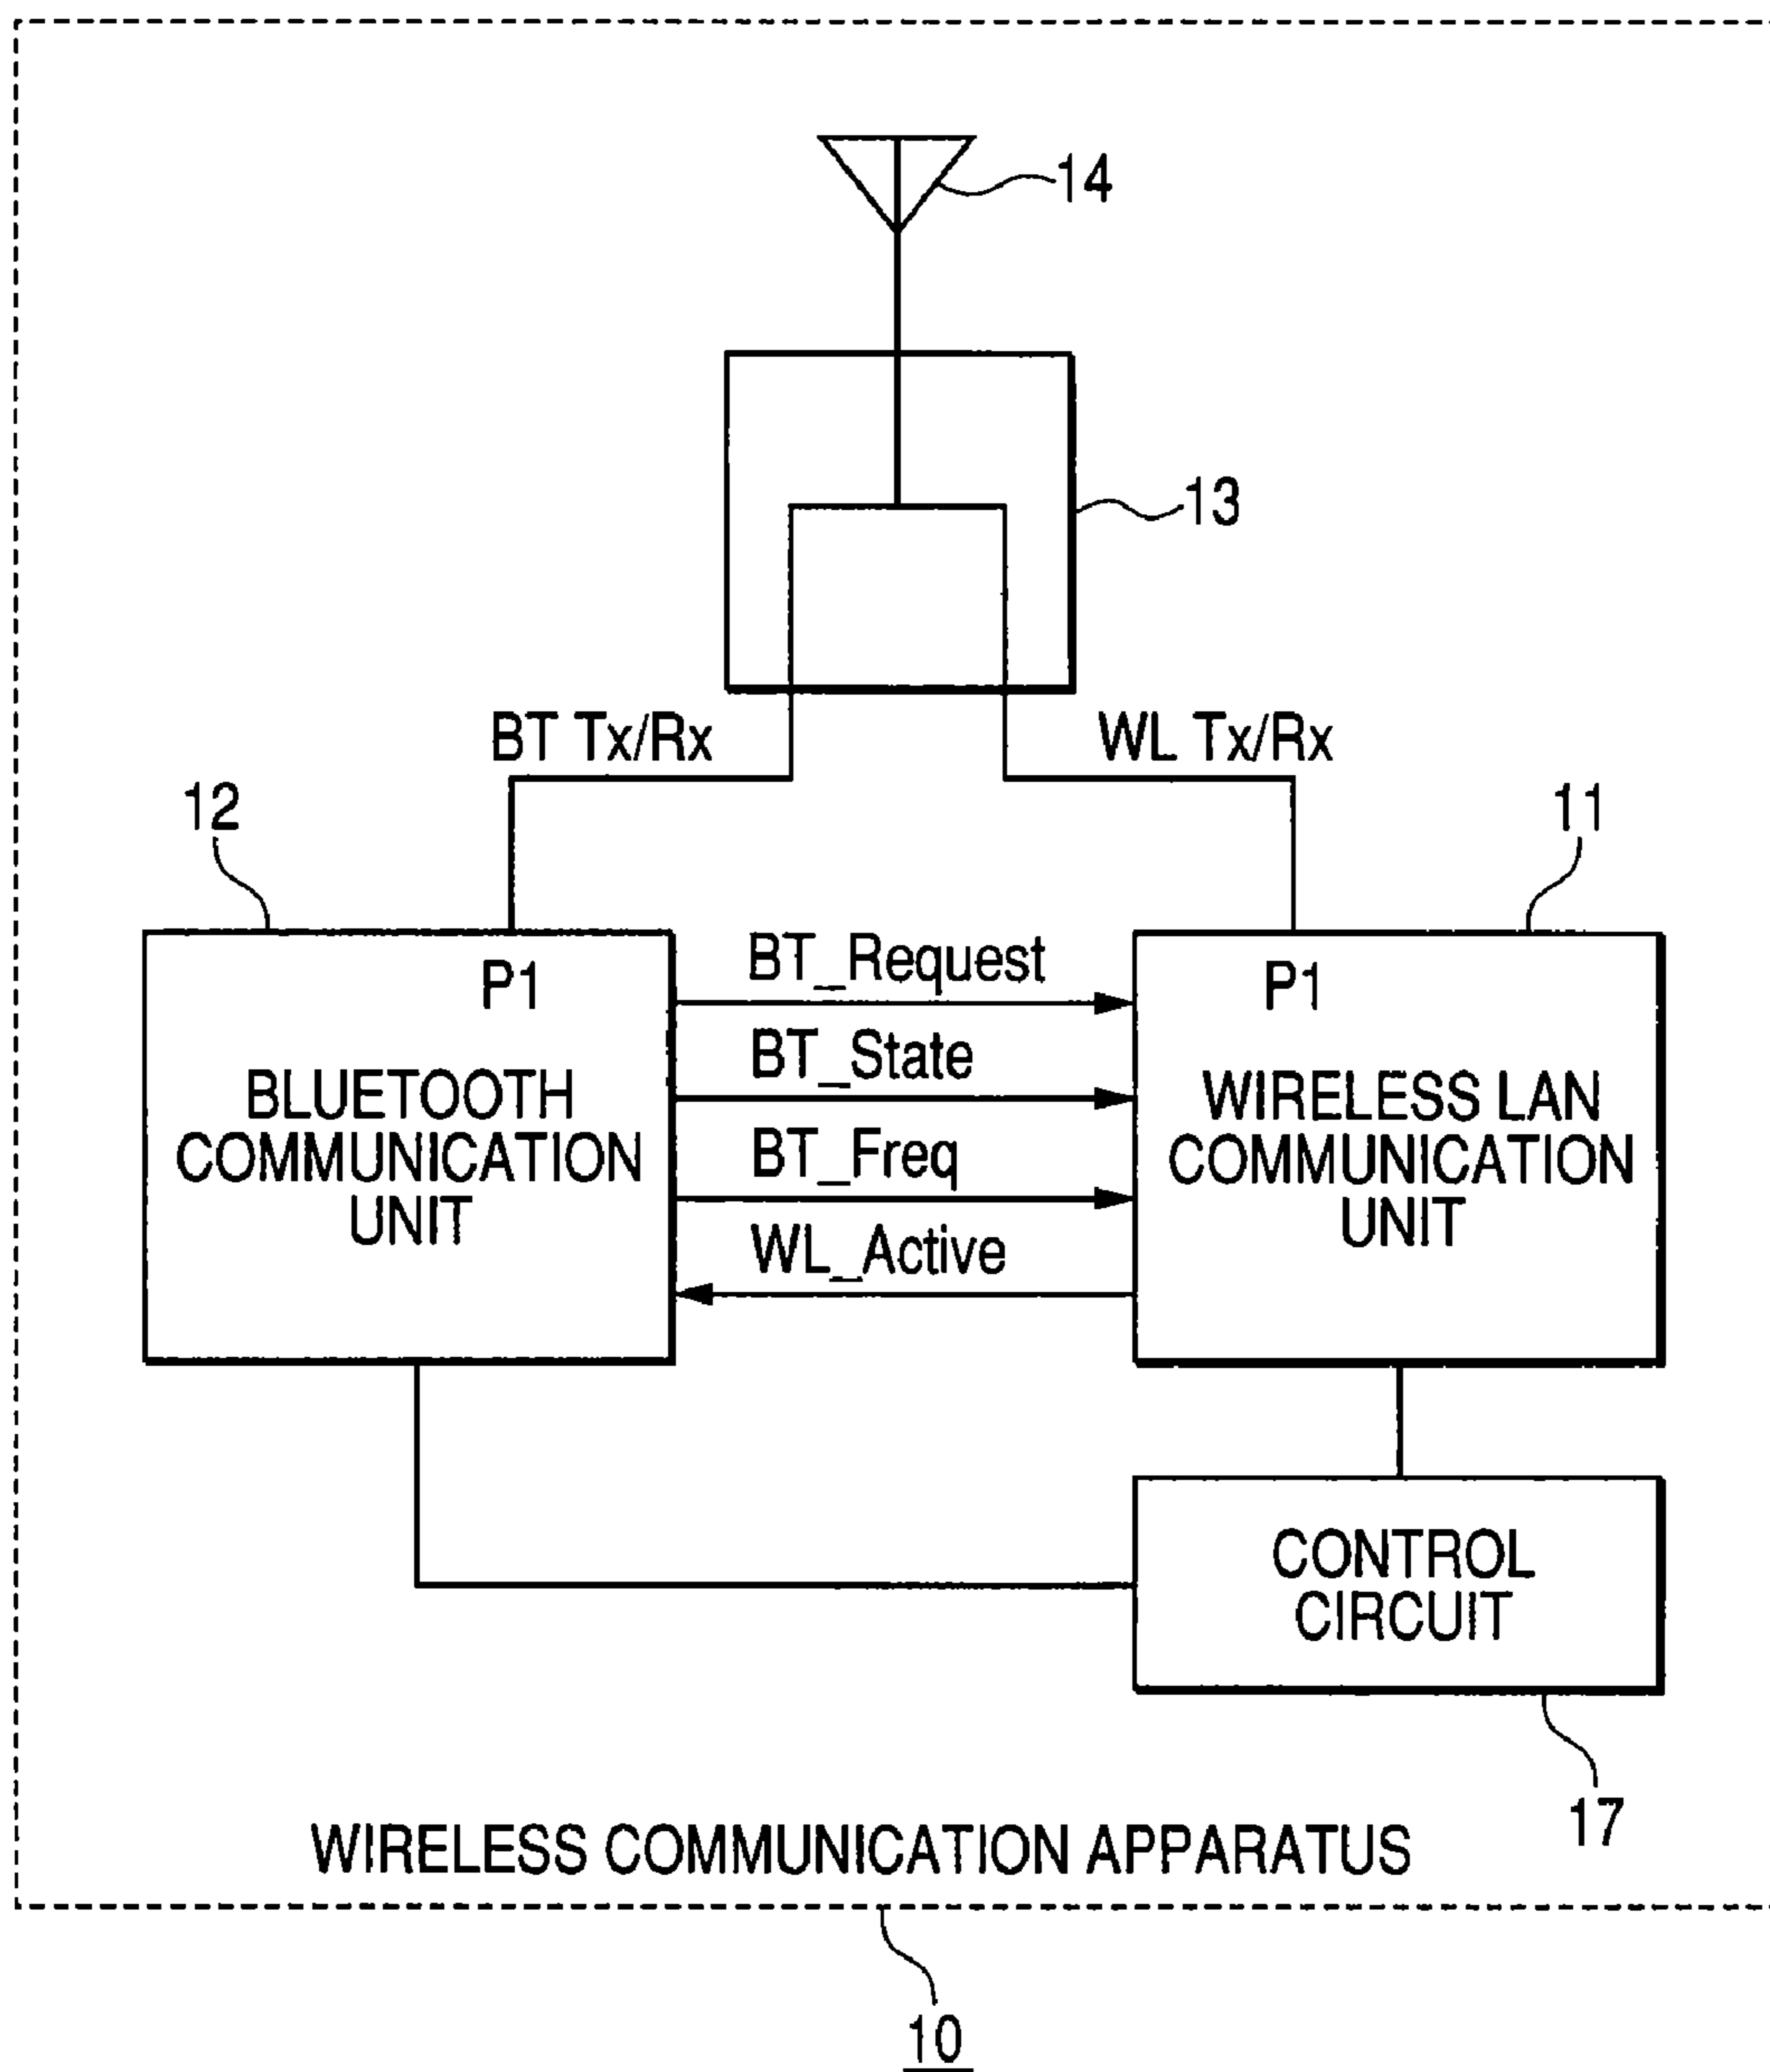 14
13
BT Tx/Rx
WL Tx/Rx
12
11
P1
BLUETOOTH
COMMUNICATION
UNIT
BT_Request
BT_State
BT_Freq
WL_Active
P1
WIRELESS LAN
COMMUNICATION
UNIT
CONTROL
CIRCUIT
17
WIRELESS COMMUNICATION APPARATUS
10